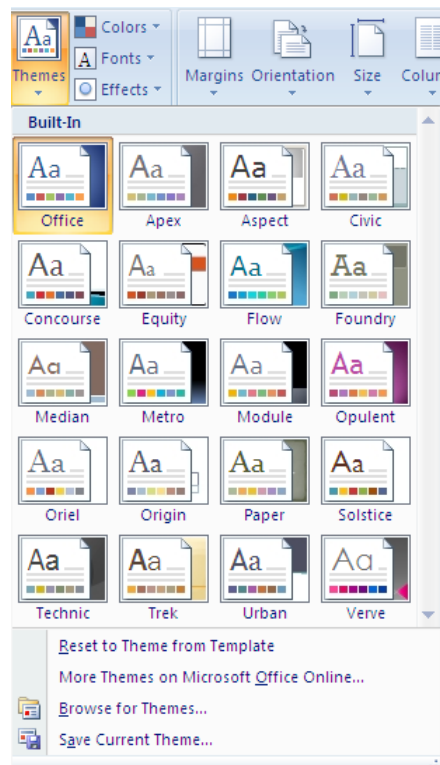 Aa Colors
A Fonts
Themes Effects
Margins Orientation Size Colu
Built-In
Aa Aa Aa Aa
Office Apex Aspect Civic
Aa Aa Aa Aa
Concourse Equity Flow Foundry
Aa Aa Aa Aa
Median Metro Module Opulent
Aa Aa Aa Aa
Oriel Origin Paper Solstice
Aa Aa Aa Aa
Technic Trek Urban Verve
Reset to Theme from Template
More Themes on Microsoft Office Online...
Browse for Themes...
Save Current Theme...